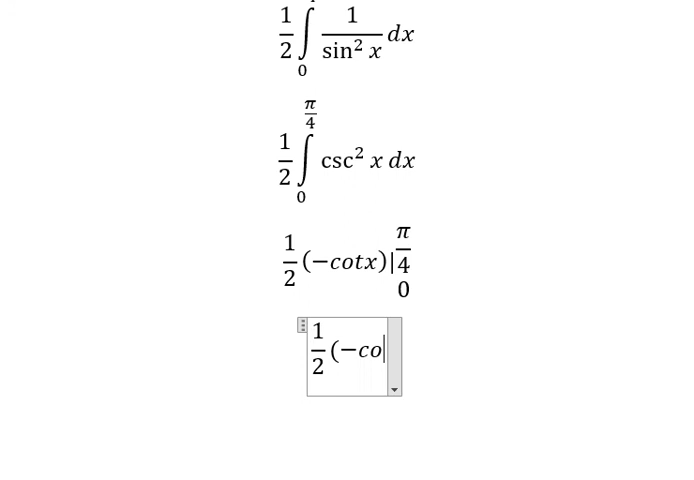 1/2 ∫₀ 1/sin² x dx
1/2 ∫₀^(π/4) csc² x dx
1/2 (−cotx)| π/4 0
1/2 (−co